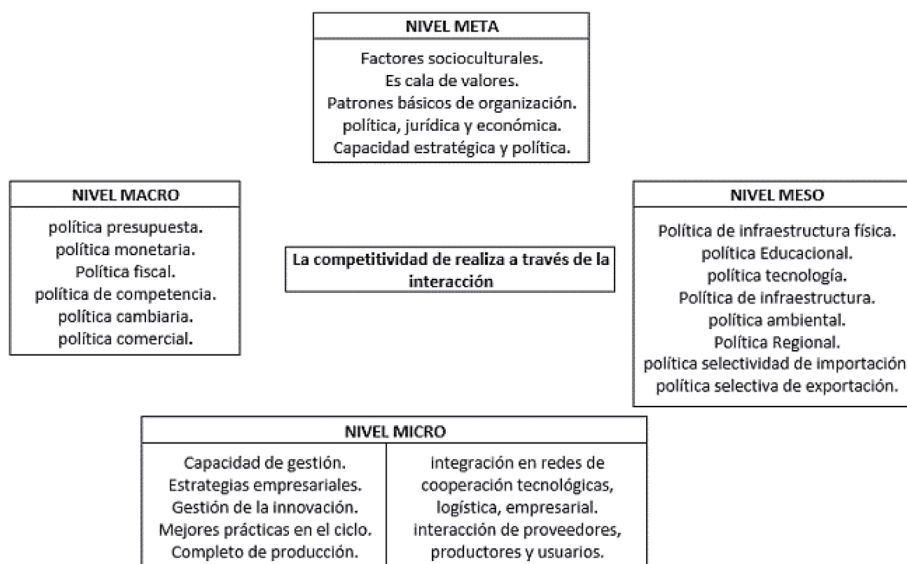 NIVEL META
Factores socioculturales.
Es cala de valores.
Patrones básicos de organización.
política, jurídica y económica.
Capacidad estratégica y política.
NIVEL MACRO
política presupuesta.
política monetaria.
Política fiscal.
política de competencia.
política cambiaria.
política comercial.
La competitividad de realiza a través de la
interacción
NIVEL MESO
Política de infraestructura física.
política Educacional.
política tecnología.
Política de infraestructura.
política ambiental.
Política Regional.
política selectividad de importación
política selectiva de exportación.
NIVEL MICRO
Capacidad de gestión.
Estrategias empresariales.
Gestión de la innovación.
Mejores prácticas en el ciclo.
Completo de producción.
integración en redes de
cooperación tecnológicas,
logística, empresarial.
interacción de proveedores,
productores y usuarios.